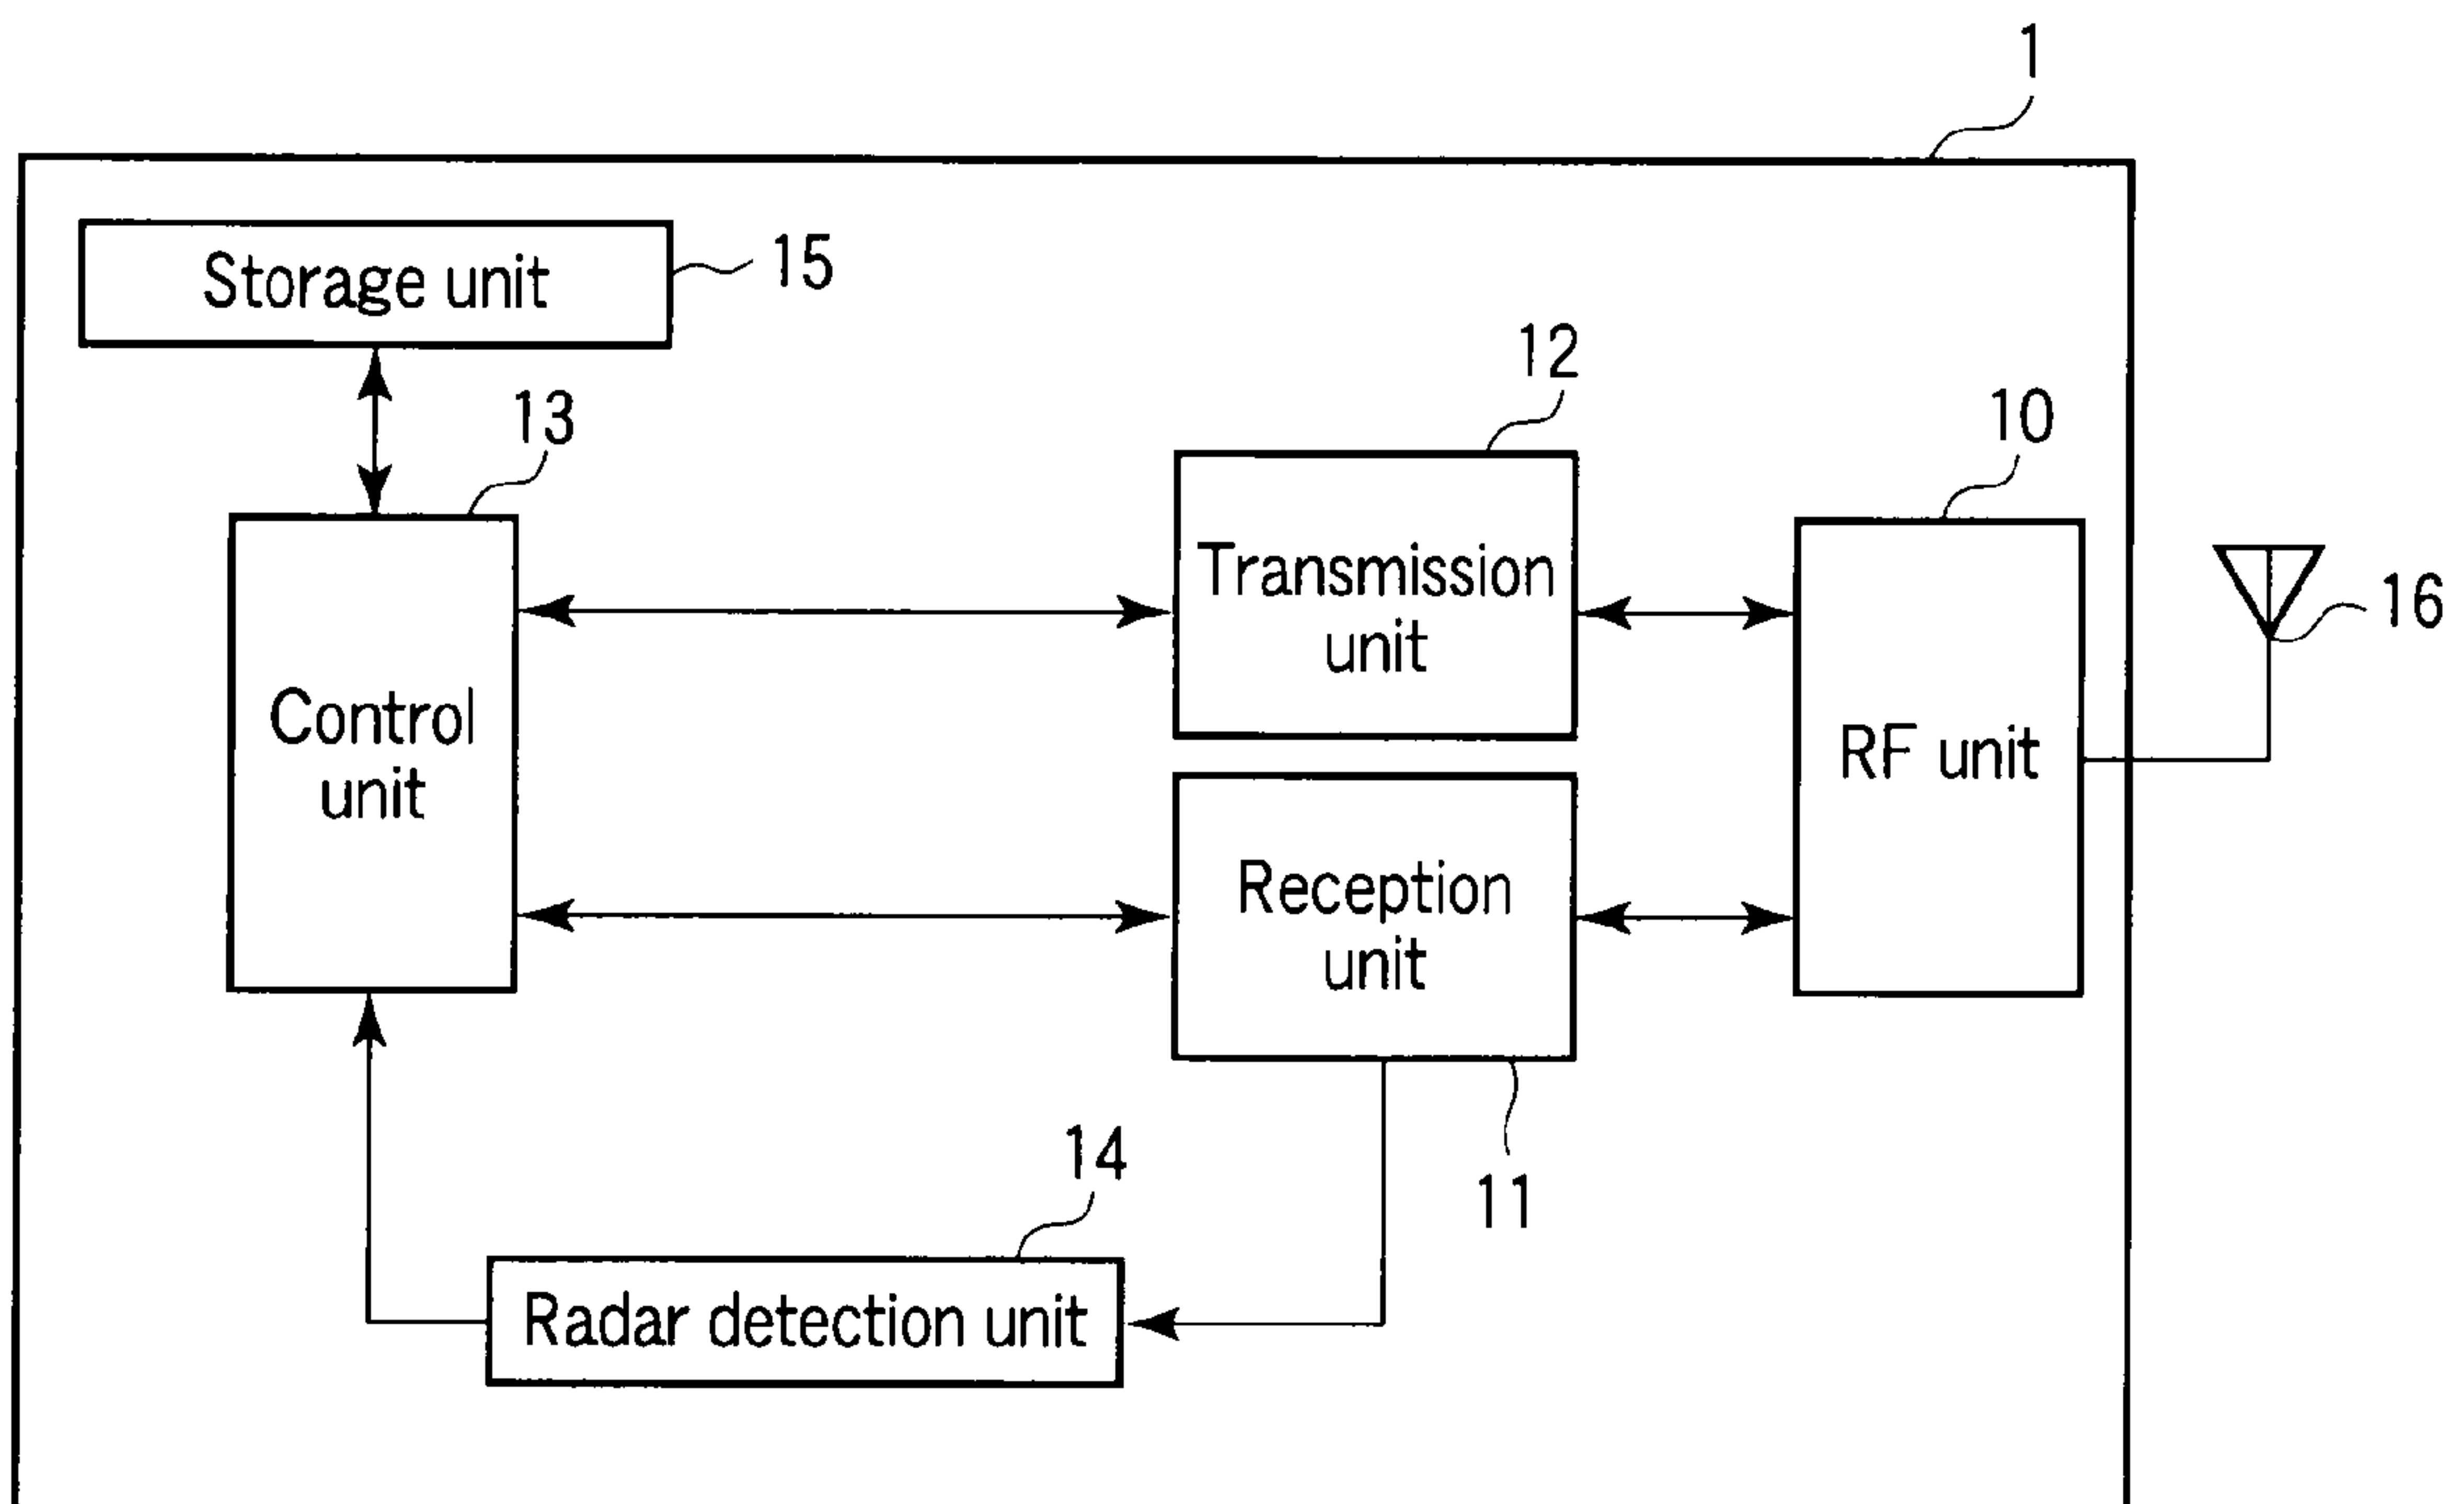 1
Storage unit
15
12
13
10
Transmission
unit
16
Control
unit
RF unit
Reception
unit
14
11
Radar detection unit